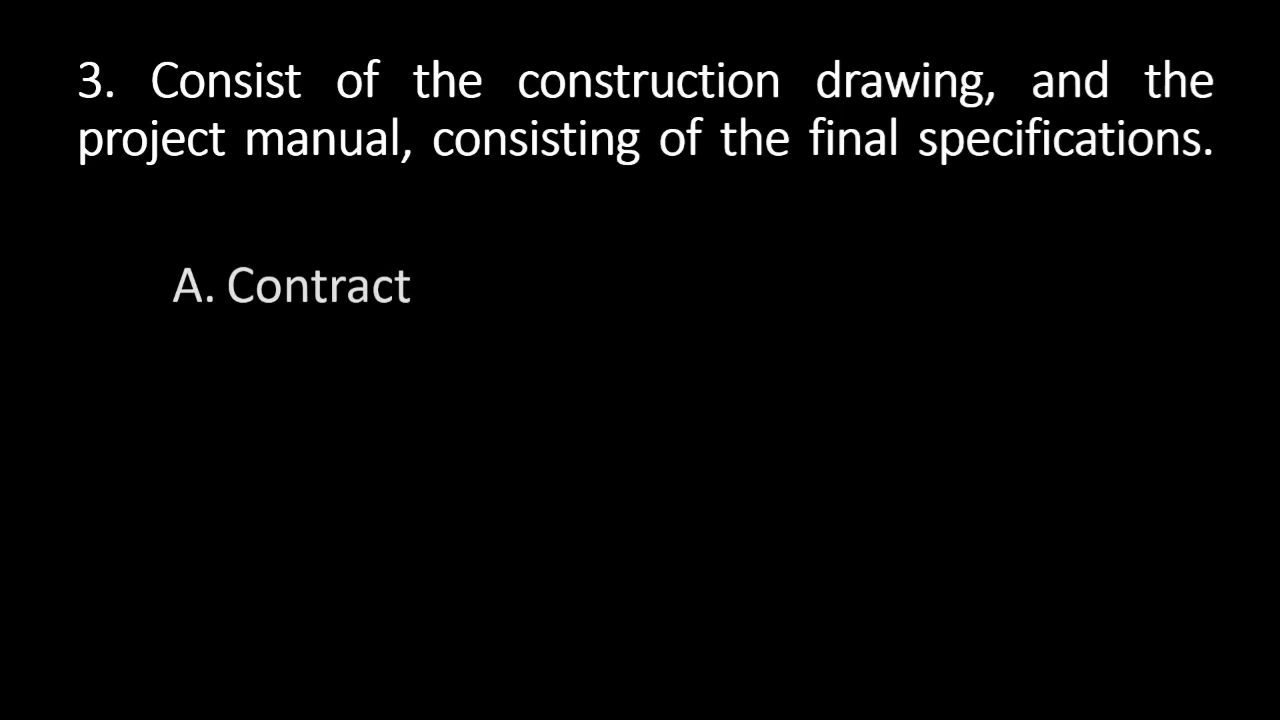 3. Consist of the construction drawing, and the
project manual, consisting of the final specifications.
A. Contract